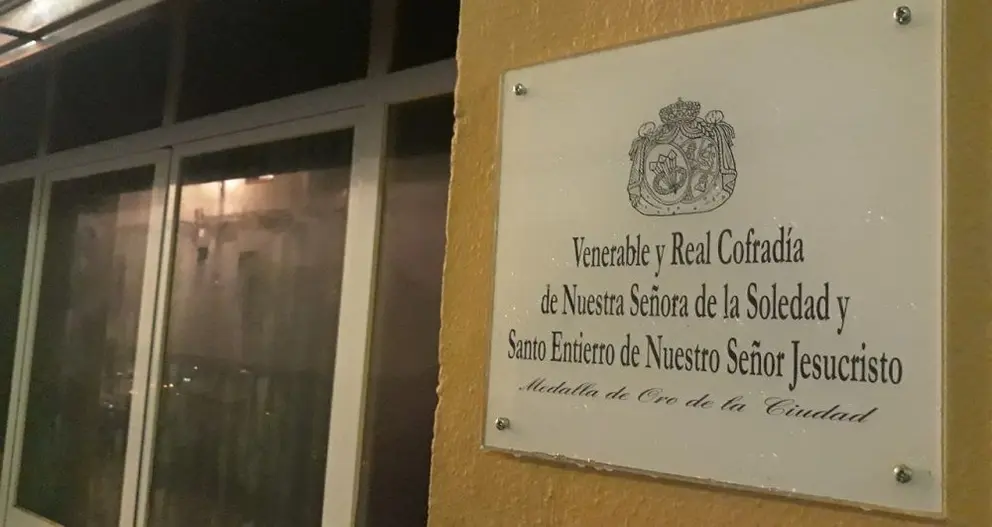 Venerable y Real Cofradía
de Nuestra Señora de la Soledad y
Santo Entierro de Nuestro Señor Jesucristo
Medalla de Oro de la Ciudad